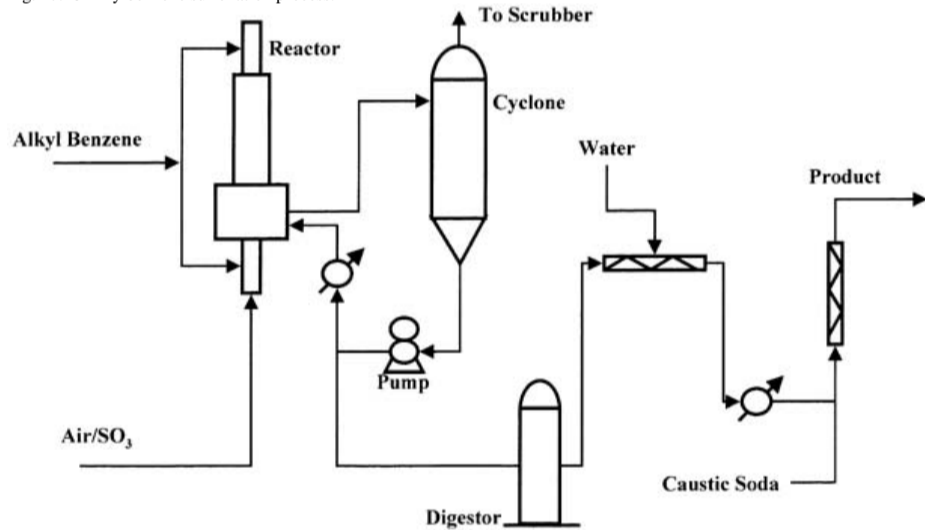 To Scrubber
Reactor
Cyclone
Alkyl Benzene
Water
Product
Pump
Air/SO₃
Caustic Soda
Digestor